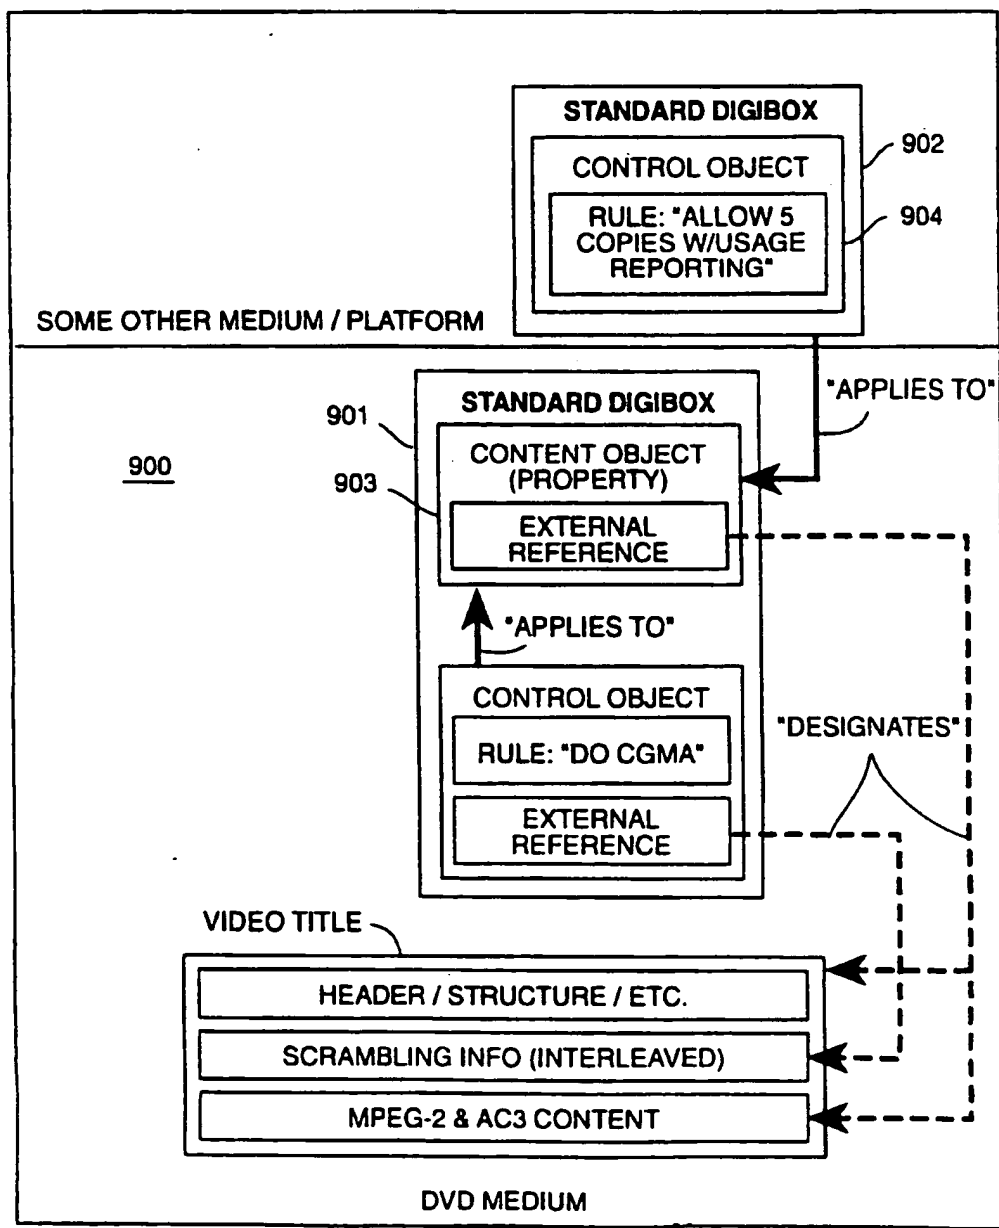 STANDARD DIGIBOX
902
CONTROL OBJECT
RULE: "ALLOW 5
COPIES W/USAGE
REPORTING"
904
SOME OTHER MEDIUM / PLATFORM
"APPLIES TO"
STANDARD DIGIBOX
901
900
CONTENT OBJECT
(PROPERTY)
903
EXTERNAL
REFERENCE
"APPLIES TO"
CONTROL OBJECT
"DESIGNATES"
RULE: "DO CGMA"
EXTERNAL
REFERENCE
VIDEO TITLE
HEADER / STRUCTURE / ETC.
SCRAMBLING INFO (INTERLEAVED)
MPEG-2 & AC3 CONTENT
DVD MEDIUM